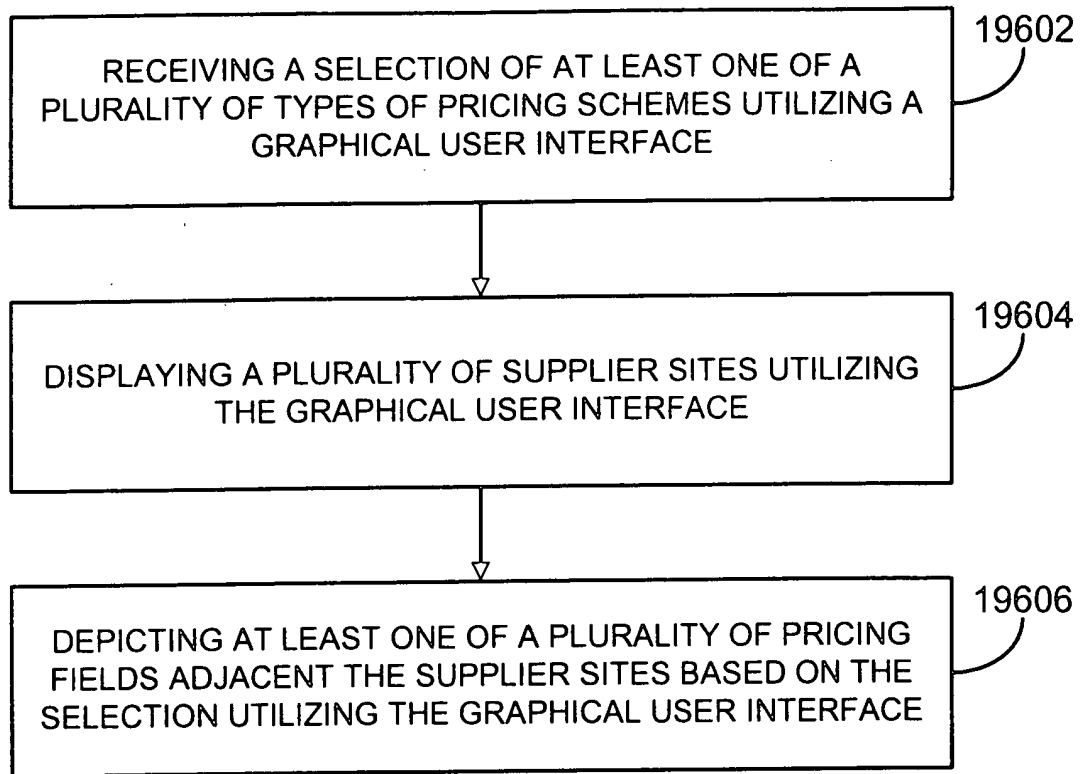 19602
RECEIVING A SELECTION OF AT LEAST ONE OF A
PLURALITY OF TYPES OF PRICING SCHEMES UTILIZING A
GRAPHICAL USER INTERFACE
19604
DISPLAYING A PLURALITY OF SUPPLIER SITES UTILIZING
THE GRAPHICAL USER INTERFACE
19606
DEPICTING AT LEAST ONE OF A PLURALITY OF PRICING
FIELDS ADJACENT THE SUPPLIER SITES BASED ON THE
SELECTION UTILIZING THE GRAPHICAL USER INTERFACE